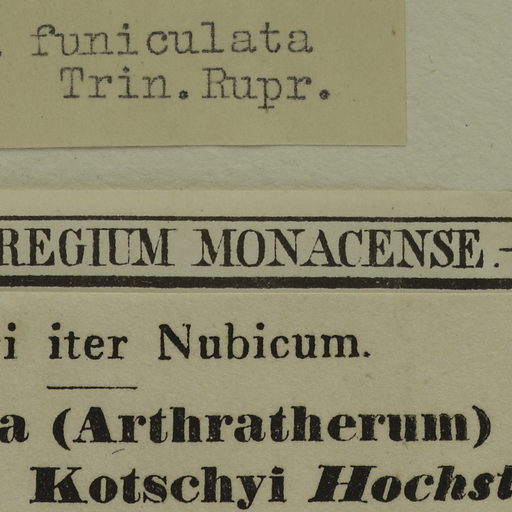 funiculata
Trin. Rupr.
REGIUM MONACENSE.—
i iter Nubicum.
a (Arthratherum)
Kotschyi Hochst